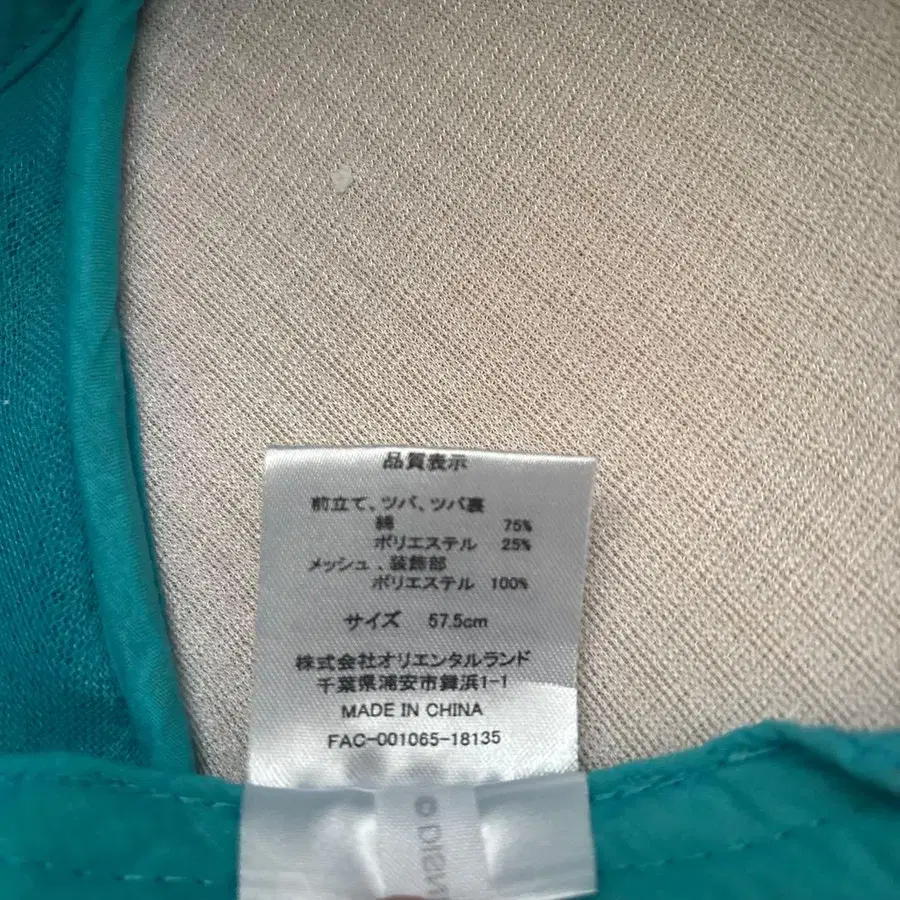 品質表示
前立て、ツバ、ツバ裏
綿 75%
ポリエステル 25%
メッシュ、装飾部
ポリエステル 100%
サイズ 57.5cm
株式会社オリエンタルランド
千葉県浦安市舞浜1-1
MADE IN CHINA
FAC-001065-18135